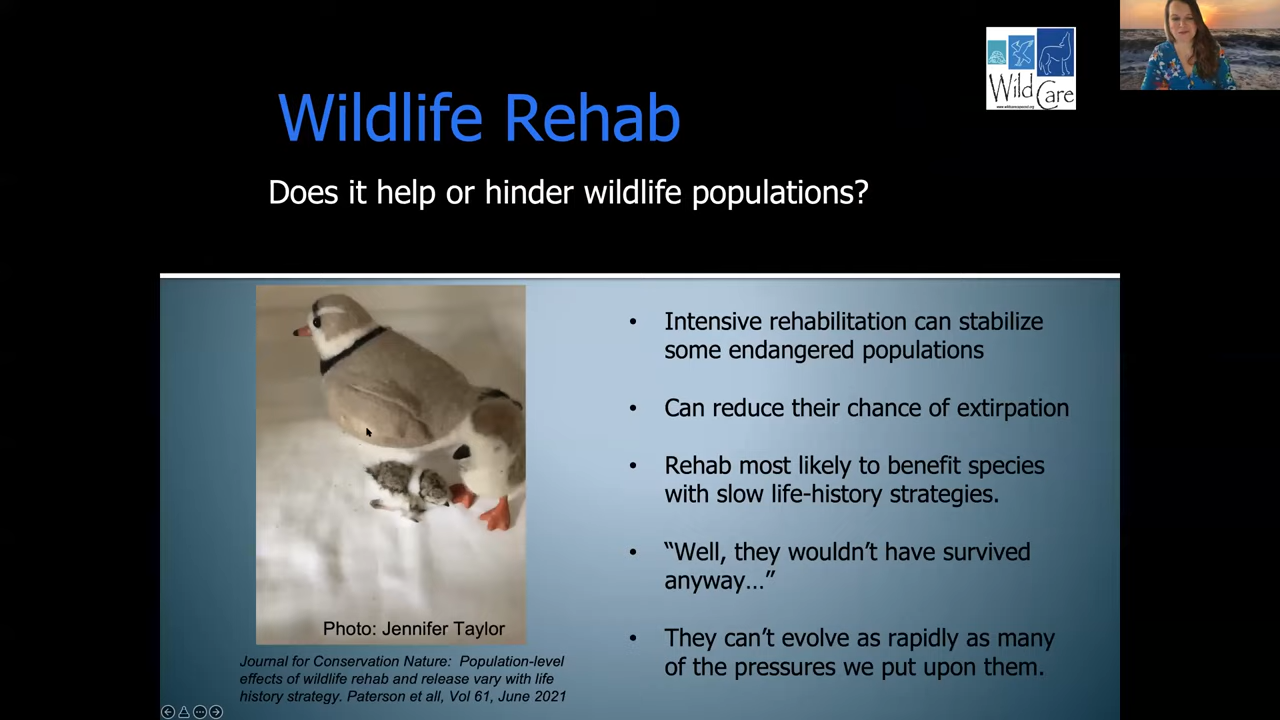 Wildlife Rehab
Does it help or hinder wildlife populations?
Wild Care
www.wildcarecapecod.org
• Intensive rehabilitation can stabilize
some endangered populations
• Can reduce their chance of extirpation
• Rehab most likely to benefit species
with slow life-history strategies.
• “Well, they wouldn’t have survived
anyway…”
• They can’t evolve as rapidly as many
of the pressures we put upon them.
Photo: Jennifer Taylor
Journal for Conservation Nature: Population-level
effects of wildlife rehab and release vary with life
history strategy. Paterson et all, Vol 61, June 2021